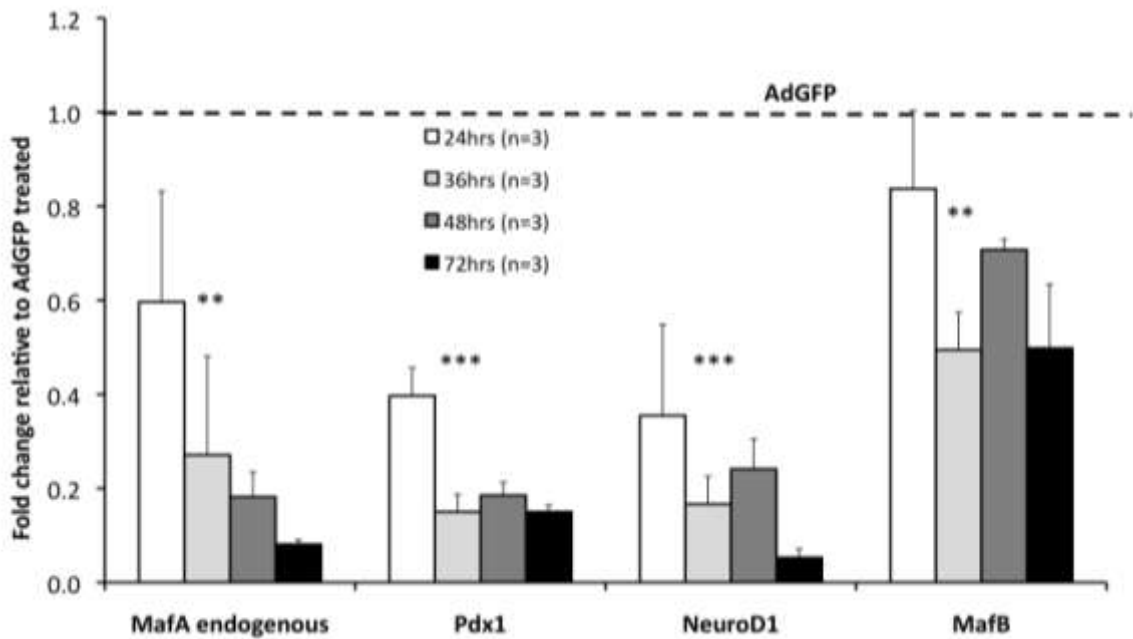 Fold change relative to AdGFP treated
1.2
1.0
0.8
0.6
0.4
0.2
0.0
AdGFP
24hrs (n=3)
36hrs (n=3)
48hrs (n=3)
72hrs (n=3)
**
***
***
**
MafA endogenous
Pdx1
NeuroD1
MafB